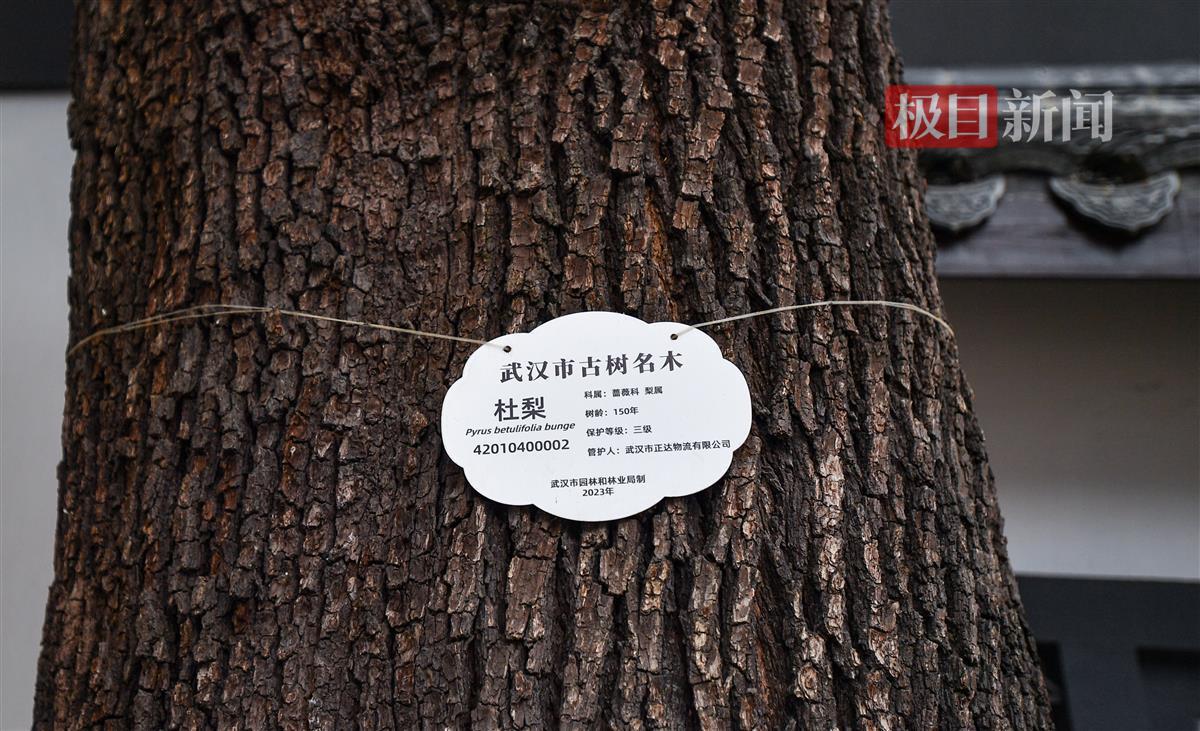 极目新闻
武汉市古树名木
杜梨
Pyrus betulifolia bunge
42010400002
科属：蔷薇科 梨属
树龄：150年
保护等级：三级
管护人：武汉市正达物流有限公司
武汉市园林和林业局制
2023年